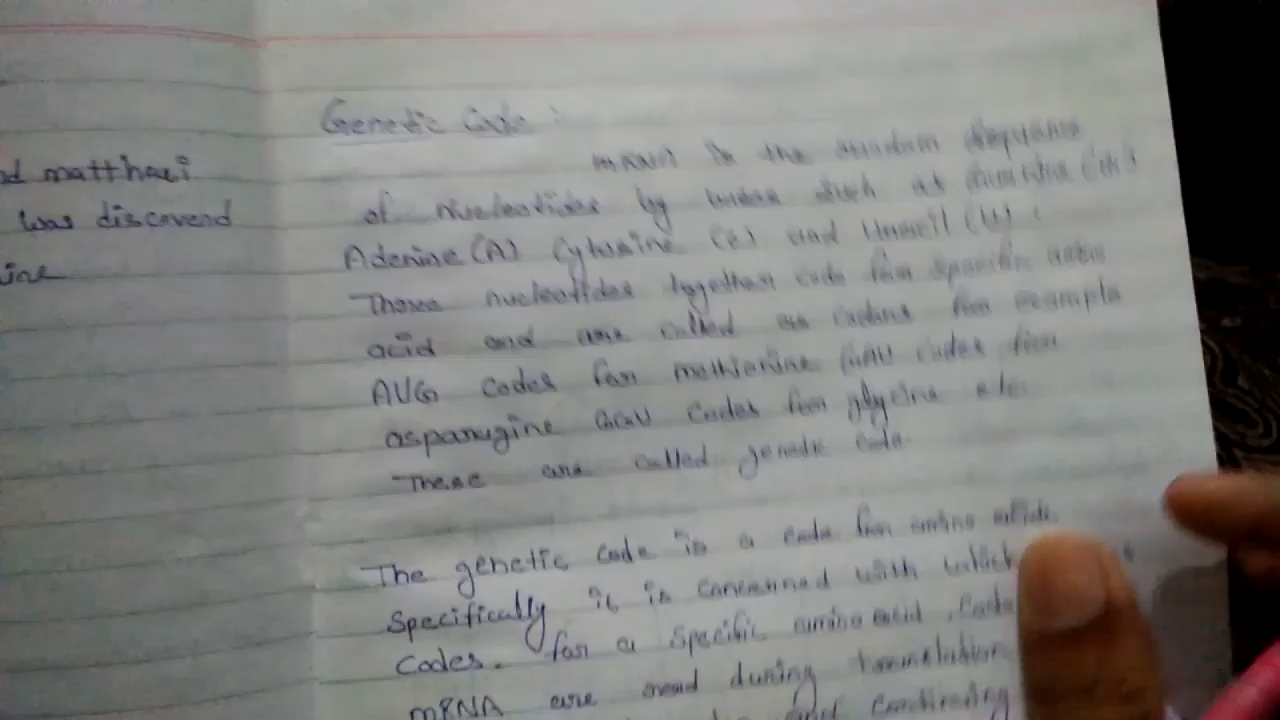 Genetic Code :
mRNA is the random sequence
of nucleotides by bases such as
Adenine (A) Cytosine (C) and Uracil (U)
These nucleotides together code for specific amino
acid and are called as codons for example
AUG codes for methionine AAU codes for
asparagine GGU codes for glycine etc.
These are called genetic code
The genetic code is a code for amino acids
Specifically it is concerned with which
codes. for a specific amino acid
mRNA are read during translation
and
d matthaei
was discoverd
ine